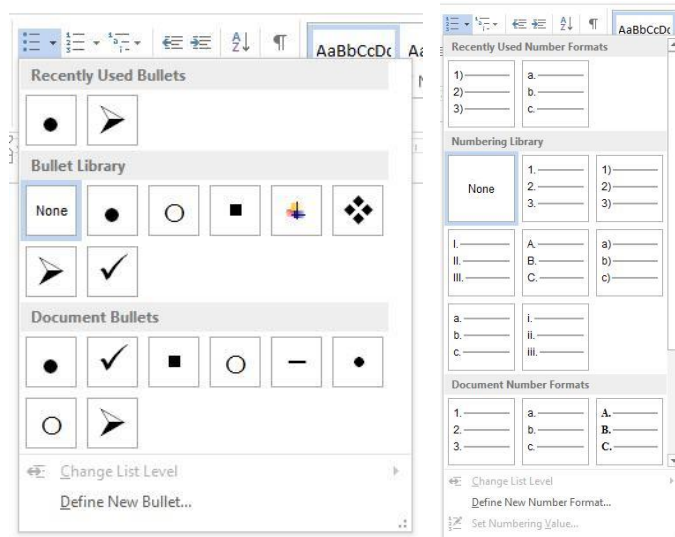 AaBbCcDc
Recently Used Bullets
Bullet Library
None
Document Bullets
Change List Level
Define New Bullet...
AaBbCcDc
Recently Used Number Formats
1) a.
2) b.
3) c.
Numbering Library
None
1. 1)
2. 2)
3. 3)
I. A. a)
II. B. b)
III. C. c)
a. i.
b. ii.
c. iii.
Document Number Formats
1. a. A.
2. b. B.
3. c. C.
Change List Level
Define New Number Format...
Set Numbering Value...